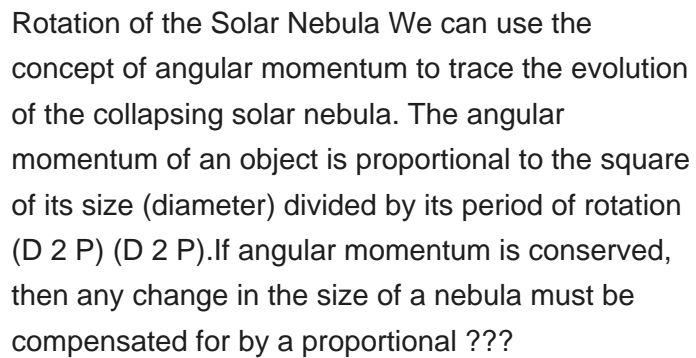 Rotation of the Solar Nebula We can use the
concept of angular momentum to trace the evolution
of the collapsing solar nebula. The angular
momentum of an object is proportional to the square
of its size (diameter) divided by its period of rotation
(D 2 P) (D 2 P).If angular momentum is conserved,
then any change in the size of a nebula must be
compensated for by a proportional ???